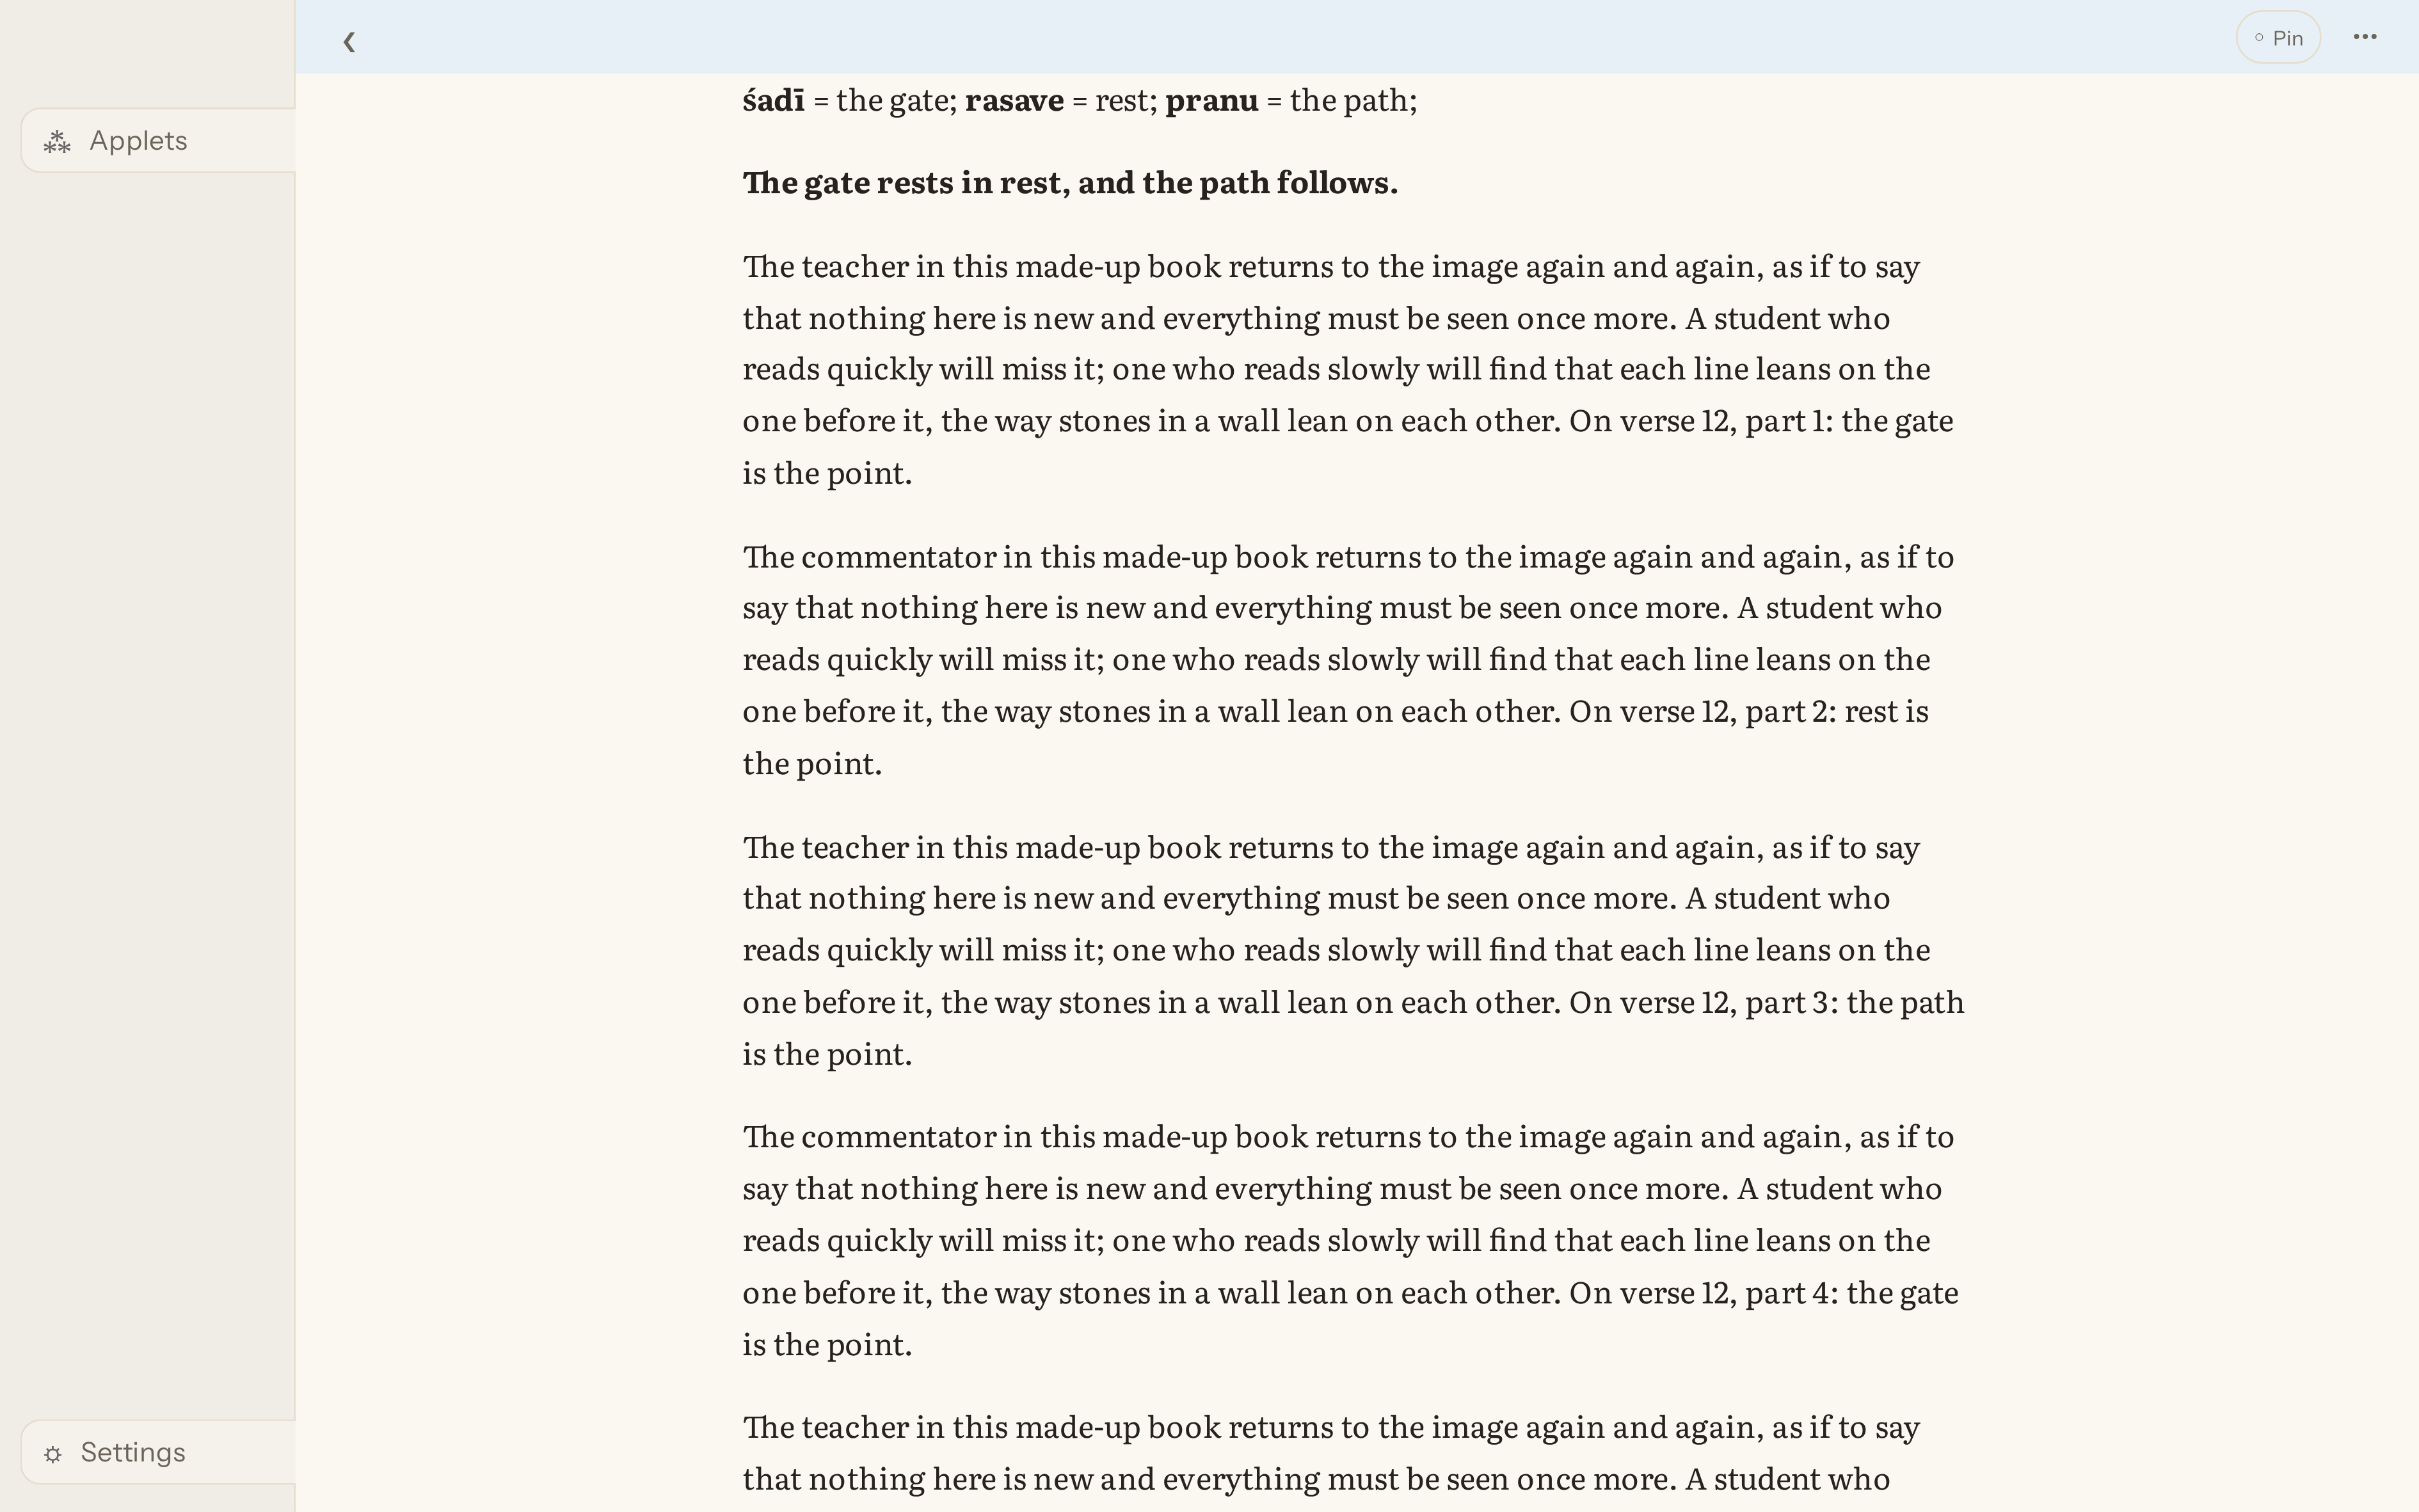 Pin
Applets
śadī = the gate; rasave = rest; pranu = the path;
The gate rests in rest, and the path follows.
The teacher in this made-up book returns to the image again and again, as if to say
that nothing here is new and everything must be seen once more. A student who
reads quickly will miss it; one who reads slowly will find that each line leans on the
one before it, the way stones in a wall lean on each other. On verse 12, part 1: the gate
is the point.
The commentator in this made-up book returns to the image again and again, as if to
say that nothing here is new and everything must be seen once more. A student who
reads quickly will miss it; one who reads slowly will find that each line leans on the
one before it, the way stones in a wall lean on each other. On verse 12, part 2: rest is
the point.
The teacher in this made-up book returns to the image again and again, as if to say
that nothing here is new and everything must be seen once more. A student who
reads quickly will miss it; one who reads slowly will find that each line leans on the
one before it, the way stones in a wall lean on each other. On verse 12, part 3: the path
is the point.
The commentator in this made-up book returns to the image again and again, as if to
say that nothing here is new and everything must be seen once more. A student who
reads quickly will miss it; one who reads slowly will find that each line leans on the
one before it, the way stones in a wall lean on each other. On verse 12, part 4: the gate
is the point.
The teacher in this made-up book returns to the image again and again, as if to say
that nothing here is new and everything must be seen once more. A student who
Settings